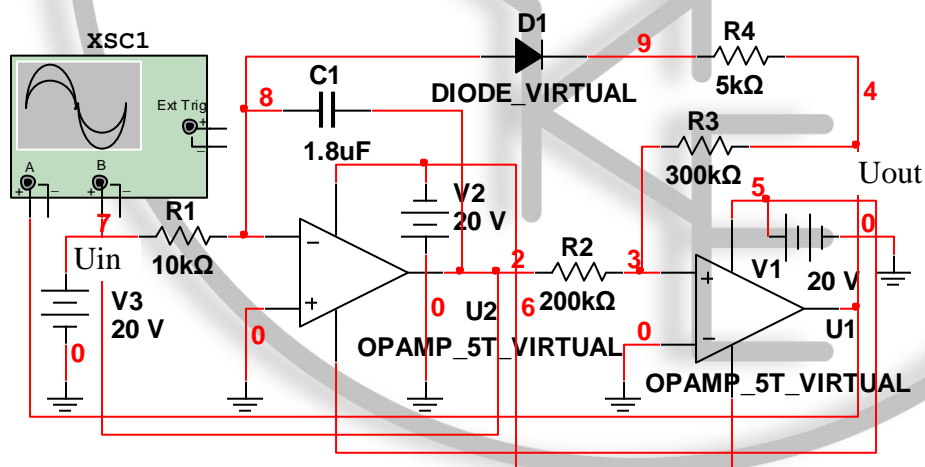 XSC1
Ext Trig
+
–
A
B
+ –
+ –
D1
DIODE_VIRTUAL
9
R4
5kΩ
4
8
C1
1.8uF
R3
300kΩ
Uout
7
Uin
R1
10kΩ
V2
20 V
5
0
V1
20 V
V3
20 V
0
0
–
+
0
2
6
U2
OPAMP_5T_VIRTUAL
R2
200kΩ
3
0
+
–
U1
OPAMP_5T_VIRTUAL